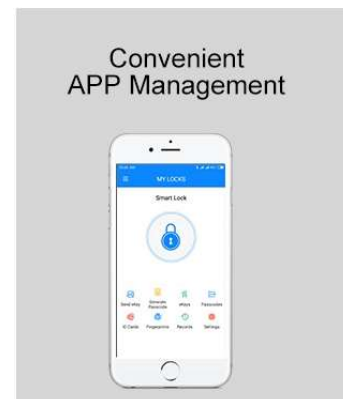 Convenient
APP Management
MY LOCKS
Smart Lock
Send eKey Generate Passcode eKeys Passcodes
IC Cards Fingerprints Records Settings